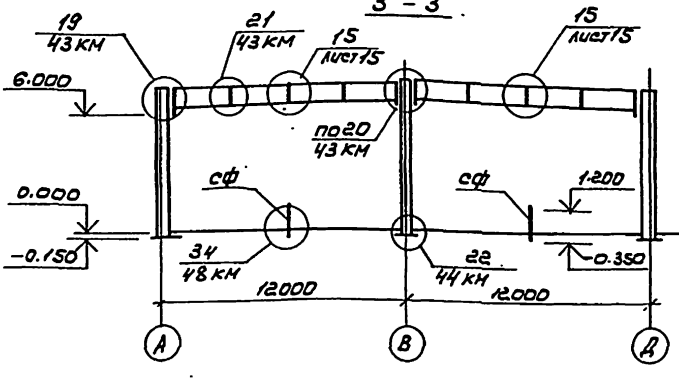 3 - 3
19
43 КМ
21
43 КМ
15
лист 15
15
лист 15
6.000
по 20
43 КМ
сф
сф
1.200
0.000
-0.150
34
48 КМ
22
44 КМ
-0.350
12.000
12.000
А
В
Д